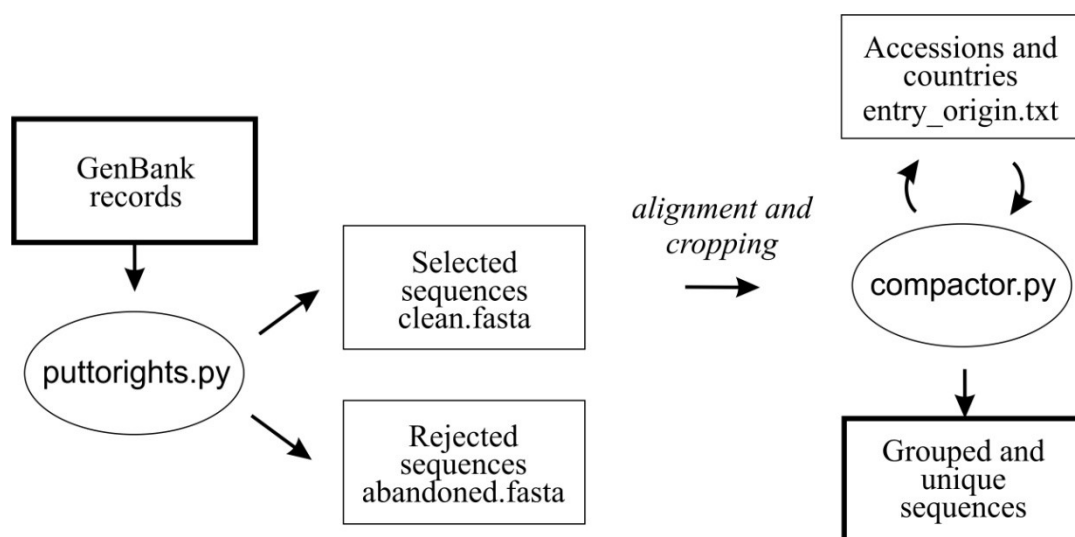 GenBank
records
puttorights.py
Selected
sequences
clean.fasta
Rejected
sequences
abandoned.fasta
alignment and
cropping
Accessions and
countries
entry_origin.txt
compactor.py
Grouped and
unique
sequences